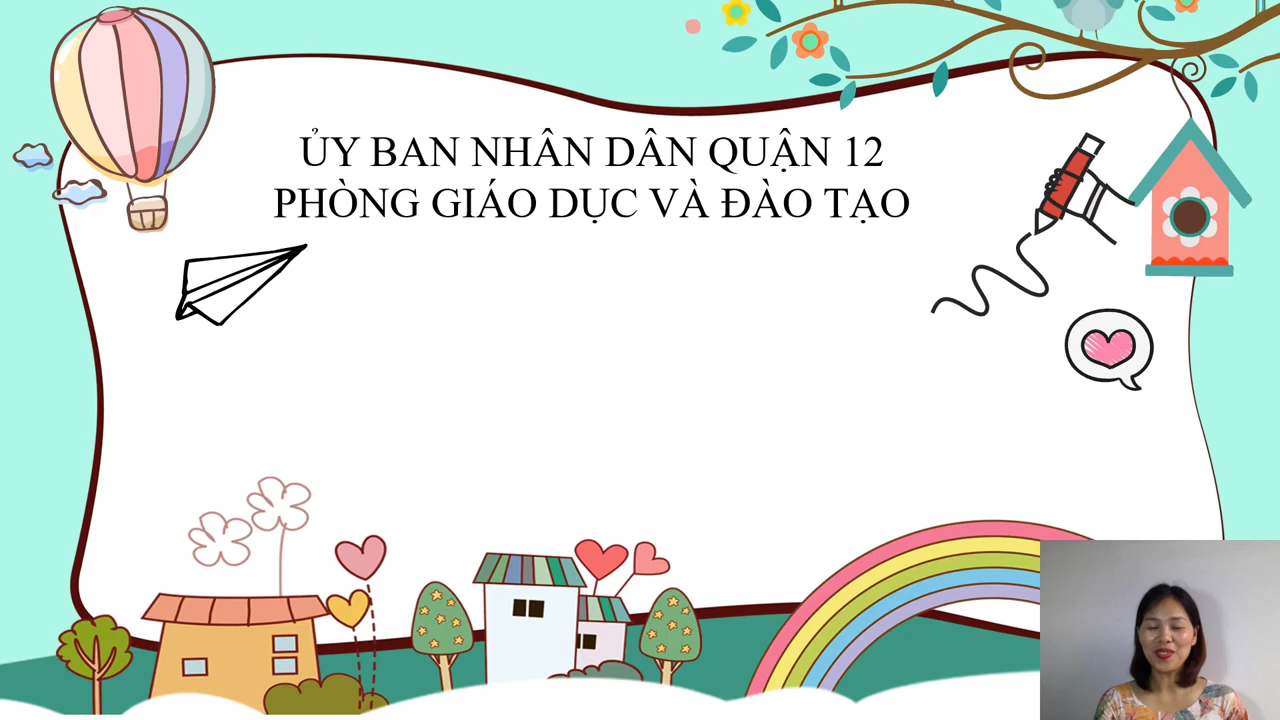 ỦY BAN NHÂN DÂN QUẬN 12
PHÒNG GIÁO DỤC VÀ ĐÀO TẠO